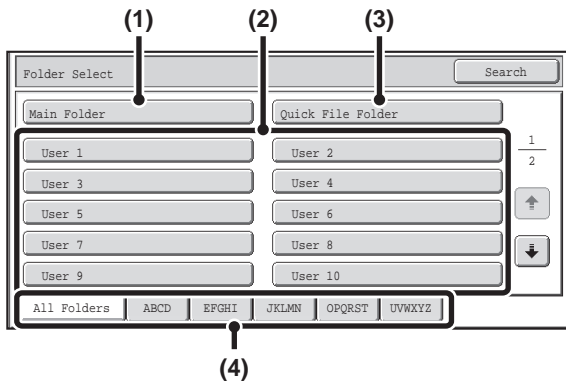 (1) (2) (3)
Folder Select Search
Main Folder Quick File Folder
User 1 User 2 1
2
User 3 User 4
User 5 User 6
User 7 User 8
User 9 User 10
All Folders ABCD EFGHI JKLMN OPQRST UVWXYZ
(4)